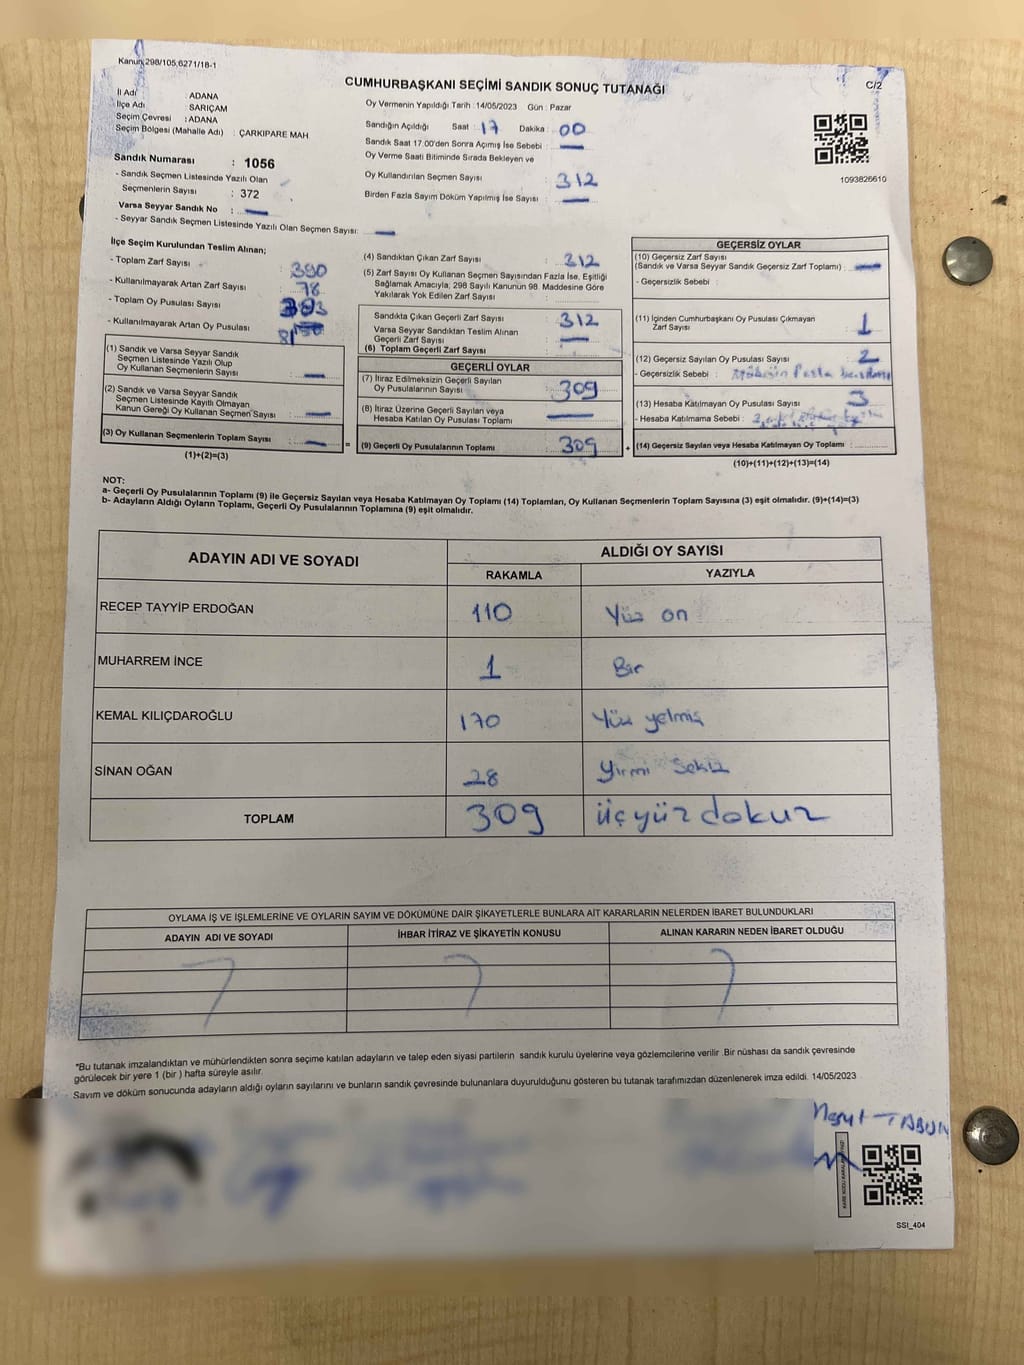 Kanun 298/105,6271/18-1
CUMHURBAŞKANI SEÇİMİ SANDIK SONUÇ TUTANAĞI
C/2
İl Adı : ADANA
İlçe Adı : SARIÇAM
Seçim Çevresi : ADANA
Seçim Bölgesi (Mahalle Adı) : ÇARKIPARE MAH
Sandık Numarası : 1056
- Sandık Seçmen Listesinde Yazılı Olan
Seçmenlerin Sayısı : 372
Varsa Seyyar Sandık No : —
- Seyyar Sandık Seçmen Listesinde Yazılı Olan Seçmen Sayısı: —
Oy Vermenin Yapıldığı Tarih : 14/05/2023 Gün : Pazar
Sandığın Açıldığı Saat : 17 Dakika : 00
Sandık Saat 17.00'den Sonra Açımış İse Sebebi : —
Oy Verme Saati Bitiminde Sırada Bekleyen ve
Oy Kullandırılan Seçmen Sayısı : 312
Birden Fazla Sayım Döküm Yapılmış İse Sayısı : —
1093826610
İlçe Seçim Kurulundan Teslim Alınan;
- Toplam Zarf Sayısı : 390
- Kullanılmayarak Artan Zarf Sayısı : 78
- Toplam Oy Pusulası Sayısı :
- Kullanılmayarak Artan Oy Pusulası :
(1) Sandık ve Varsa Seyyar Sandık
Seçmen Listesinde Yazılı Olup
Oy Kullanan Seçmenlerin Sayısı : —
(2) Sandık ve Varsa Seyyar Sandık
Seçmen Listesinde Kayıtlı Olmayan
Kanun Gereği Oy Kullanan Seçmen Sayısı : —
(3) Oy Kullanan Seçmenlerin Toplam Sayısı : — =
(1)+(2)=(3)
(4) Sandıktan Çıkan Zarf Sayısı : 312
(5) Zarf Sayısı Oy Kullanan Seçmen Sayısından Fazla İse, Eşitliği
Sağlamak Amacıyla, 298 Sayılı Kanunun 98. Maddesine Göre
Yakılarak Yok Edilen Zarf Sayısı :
Sandıkta Çıkan Geçerli Zarf Sayısı : 312
Varsa Seyyar Sandıktan Teslim Alınan
Geçerli Zarf Sayısı : —
(6) Toplam Geçerli Zarf Sayısı :
GEÇERLİ OYLAR
(7) İtiraz Edilmeksizin Geçerli Sayılan
Oy Pusulalarının Sayısı : 309
(8) İtiraz Üzerine Geçerli Sayılan veya
Hesaba Katılan Oy Pusulası Toplamı : —
(9) Geçerli Oy Pusulalarının Toplamı : 309 +
GEÇERSİZ OYLAR
(10) Geçersiz Zarf Sayısı
(Sandık ve Varsa Seyyar Sandık Geçersiz Zarf Toplamı) : —
- Geçersizlik Sebebi :
(11) İçinden Cumhurbaşkanı Oy Pusulası Çıkmayan
Zarf Sayısı : 1
(12) Geçersiz Sayılan Oy Pusulası Sayısı : 2
- Geçersizlik Sebebi :
(13) Hesaba Katılmayan Oy Pusulası Sayısı : 3
- Hesaba Katılmama Sebebi :
(14) Geçersiz Sayılan veya Hesaba Katılmayan Oy Toplamı :
(10)+(11)+(12)+(13)=(14)
NOT:
a- Geçerli Oy Pusulalarının Toplamı (9) ile Geçersiz Sayılan veya Hesaba Katılmayan Oy Toplamı (14) Toplamları, Oy Kullanan Seçmenlerin Toplam Sayısına (3) eşit olmalıdır. (9)+(14)=(3)
b- Adayların Aldığı Oyların Toplamı, Geçerli Oy Pusulalarının Toplamına (9) eşit olmalıdır.
ADAYIN ADI VE SOYADI
ALDIĞI OY SAYISI
RAKAMLA YAZIYLA
RECEP TAYYİP ERDOĞAN 110 Yüz on
MUHARREM İNCE 1 Bir
KEMAL KILIÇDAROĞLU 170 Yüz yetmiş
SİNAN OĞAN 28 Yirmi Sekiz
TOPLAM 309 üçyüzdokuz
OYLAMA İŞ VE İŞLEMLERİNE VE OYLARIN SAYIM VE DÖKÜMÜNE DAİR ŞİKAYETLERLE BUNLARA AİT KARARLARIN NELERDEN İBARET BULUNDUKLARI
ADAYIN ADI VE SOYADI
İHBAR İTİRAZ VE ŞİKAYETİN KONUSU
ALINAN KARARIN NEDEN İBARET OLDUĞU
*Bu tutanak imzalandıktan ve mühürlendikten sonra seçime katılan adayların ve talep eden siyasi partilerin sandık kurulu üyelerine veya gözlemcilerine verilir .Bir nüshası da sandık çevresinde
görülecek bir yere 1 (bir ) hafta süreyle asılır.
Sayım ve döküm sonucunda adayların aldığı oyların sayılarını ve bunların sandık çevresinde bulunanlara duyurulduğunu gösteren bu tutanak tarafımızdan düzenlenerek imza edildi. 14/05/2023
SSI_404